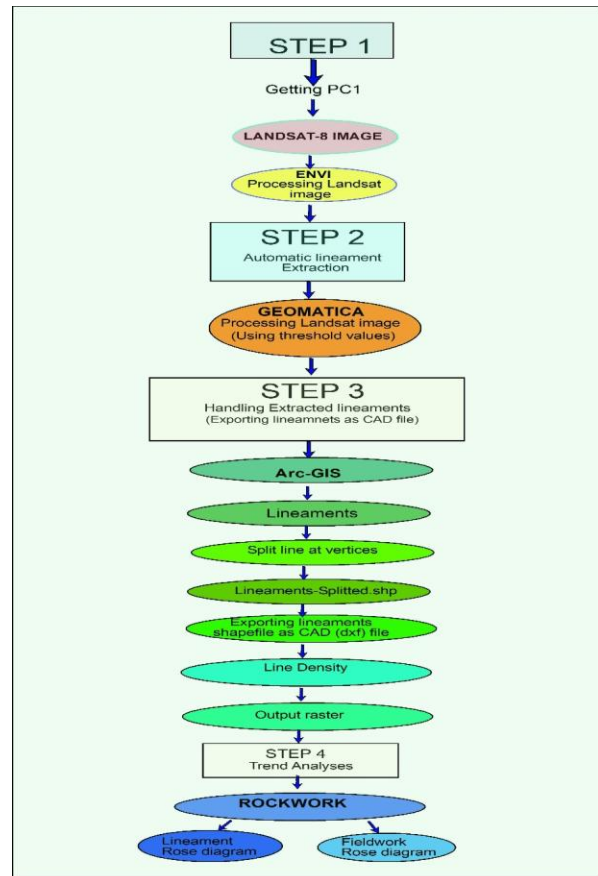 STEP 1
Getting PC1
LANDSAT-8 IMAGE
ENVI
Processing Landsat
image
STEP 2
Automatic lineament
Extraction
GEOMATICA
Processing Landsat image
(Using threshold values)
STEP 3
Handling Extracted lineaments
(Exporting lineamnets as CAD file)
Arc-GIS
Lineaments
Split line at vertices
Lineaments-Splitted.shp
Exporting lineaments
shapefile as CAD (dxf) file
Line Density
Output raster
STEP 4
Trend Analyses
ROCKWORK
Lineament
Rose diagram
Fieldwork
Rose diagram